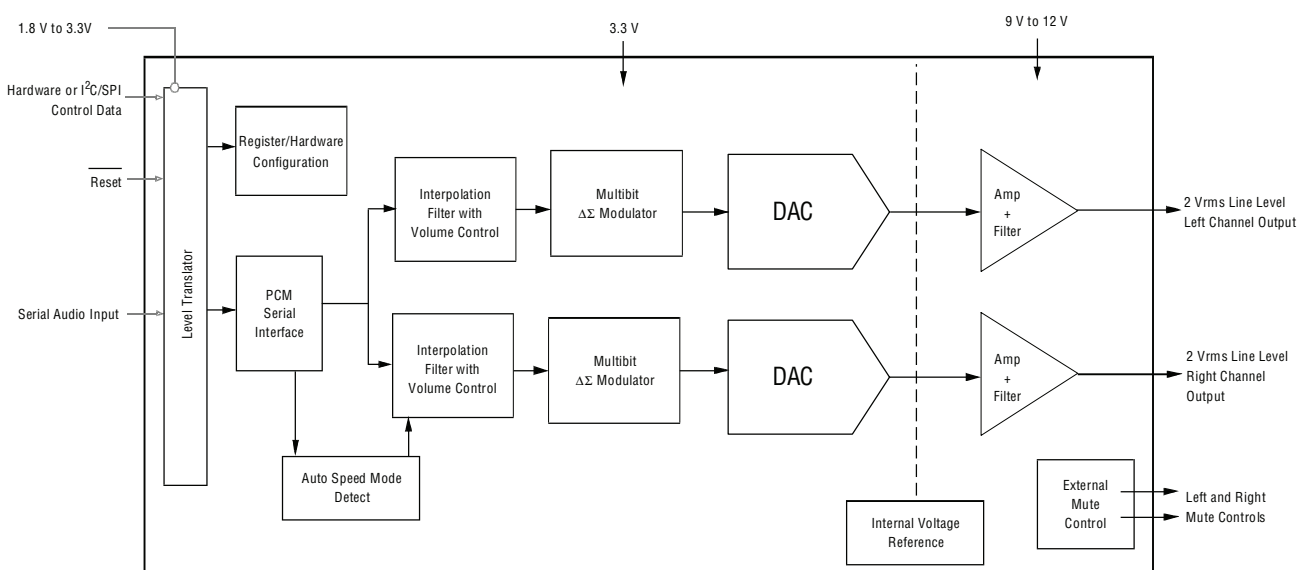 1.8 V to 3.3V
3.3 V
9 V to 12 V
Hardware or I²C/SPI
Control Data
Reset
Serial Audio Input
Level Translator
Register/Hardware
Configuration
PCM
Serial
Interface
Auto Speed Mode
Detect
Interpolation
Filter with
Volume Control
Multibit
ΔΣ Modulator
DAC
Amp
+
Filter
2 Vrms Line Level
Left Channel Output
Interpolation
Filter with
Volume Control
Multibit
ΔΣ Modulator
DAC
Amp
+
Filter
2 Vrms Line Level
Right Channel
Output
Internal Voltage
Reference
External
Mute
Control
Left and Right
Mute Controls